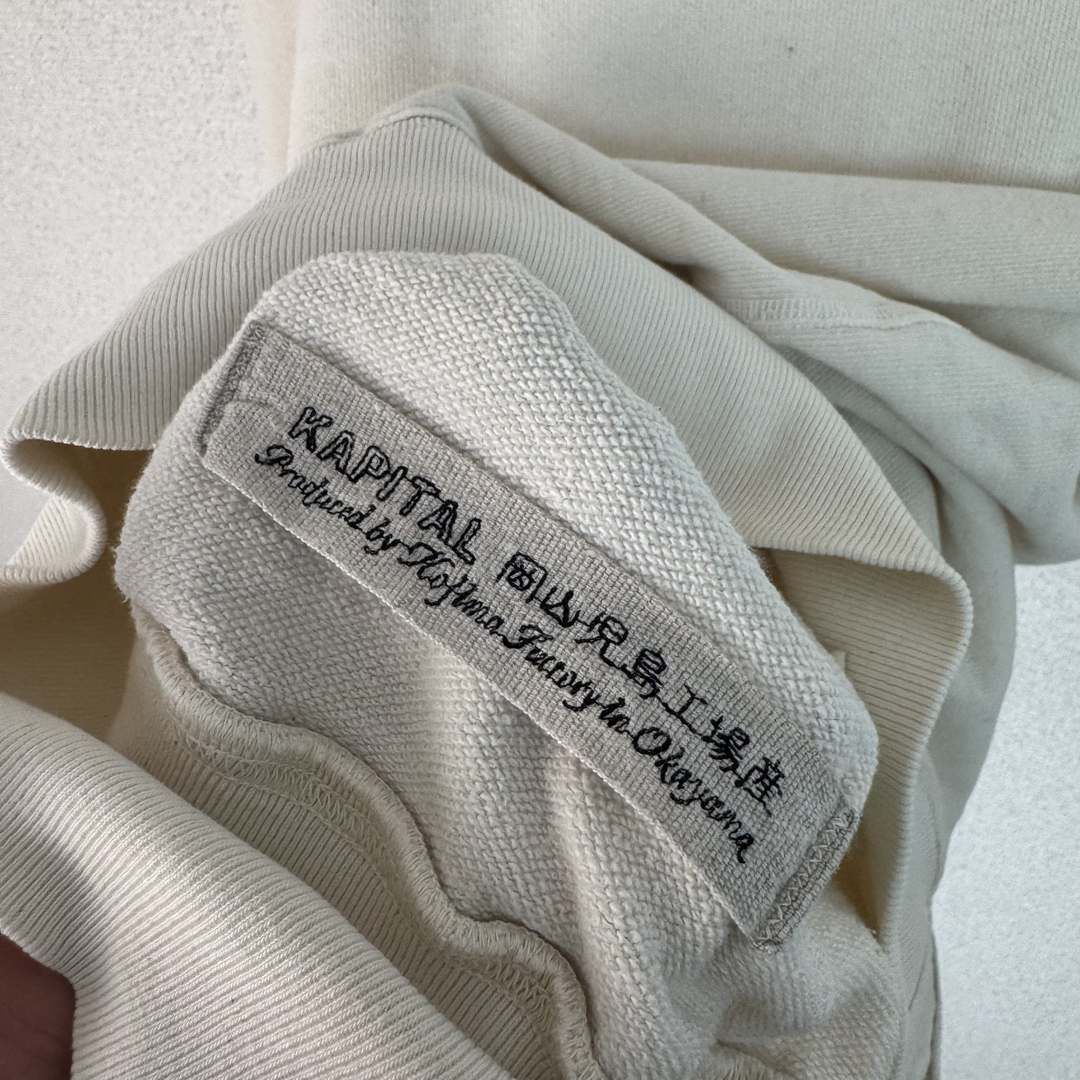 KAPITAL 岡山児島工場産
Produced by Kojima Factory in Okayama